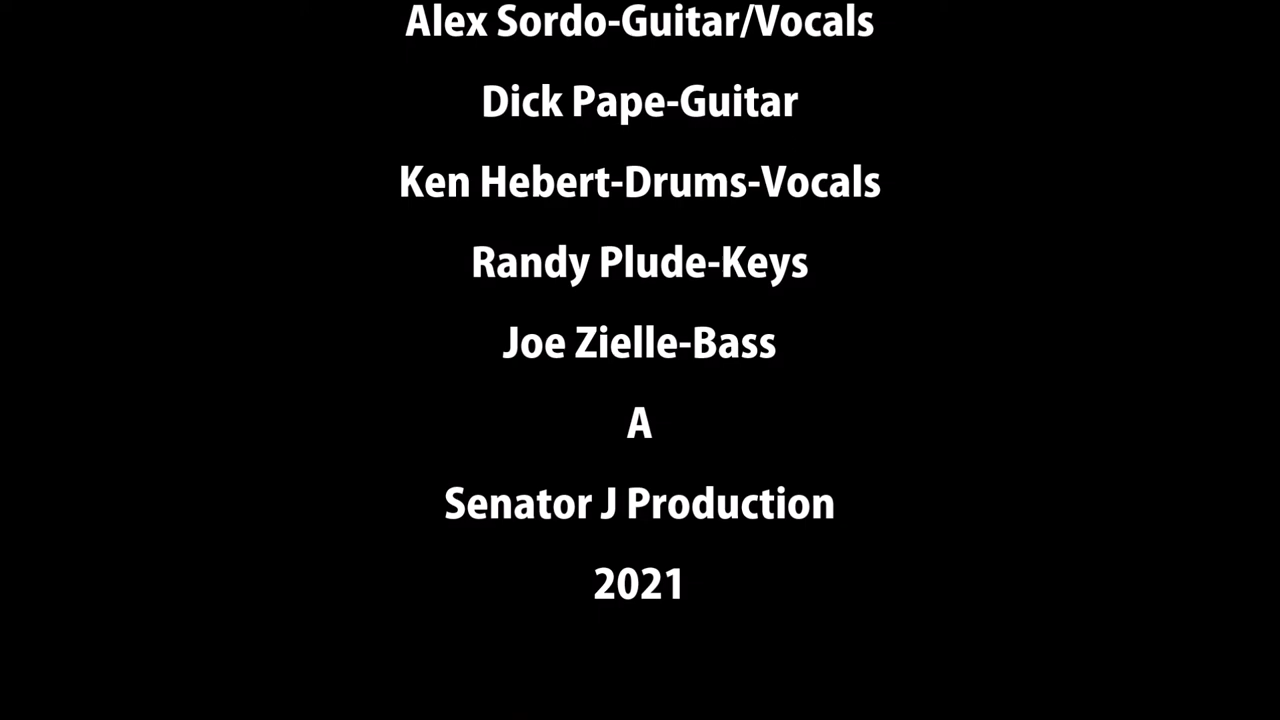 Alex Sordo-Guitar/Vocals
Dick Pape-Guitar
Ken Hebert-Drums-Vocals
Randy Plude-Keys
Joe Zielle-Bass
A
Senator J Production
2021